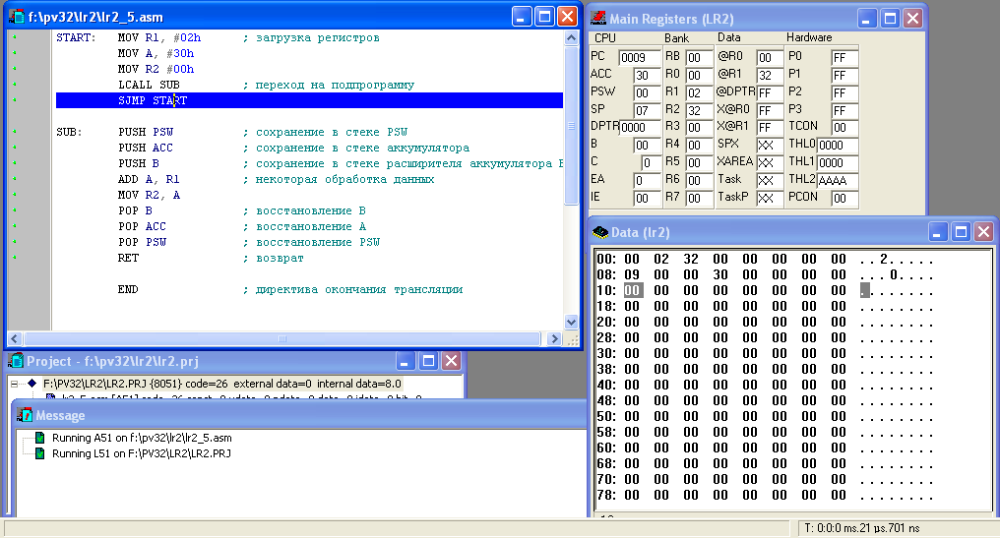 f:\pv32\lr2\lr2_5.asm
START: MOV R1, #02h ; загрузка регистров
MOV A, #30h
MOV R2 #00h
LCALL SUB ; переход на подпрограмму
SJMP START
SUB: PUSH PSW ; сохранение в стеке PSW
PUSH ACC ; сохранение в стеке аккумулятора
PUSH B ; сохранение в стеке расширителя аккумулятора B
ADD A, R1 ; некоторая обработка данных
MOV R2, A
POP B ; восстановление B
POP ACC ; восстановление A
POP PSW ; восстановление PSW
RET ; возврат
END ; директива окончания трансляции
Main Registers (LR2)
CPU Bank Data Hardware
PC 0009 RB 00 @R0 00 P0 FF
ACC 30 R0 00 @R1 32 P1 FF
PSW 00 R1 02 @DPTR FF P2 FF
SP 07 R2 32 X@R0 FF P3 FF
DPTR 0000 R3 00 X@R1 FF TCON 00
B 00 R4 00 SPX XX THL0 0000
C 0 R5 00 XAREA XX THL1 0000
EA 0 R6 00 Task XX THL2 AAAA
IE 00 R7 00 TaskP XX PCON 00
Data (lr2)
00: 00 02 32 00 00 00 00 00 ..2.....
08: 09 00 00 30 00 00 00 00 ...0....
10: 00 00 00 00 00 00 00 00 ........
18: 00 00 00 00 00 00 00 00 ........
20: 00 00 00 00 00 00 00 00 ........
28: 00 00 00 00 00 00 00 00 ........
30: 00 00 00 00 00 00 00 00 ........
38: 00 00 00 00 00 00 00 00 ........
40: 00 00 00 00 00 00 00 00 ........
48: 00 00 00 00 00 00 00 00 ........
50: 00 00 00 00 00 00 00 00 ........
58: 00 00 00 00 00 00 00 00 ........
60: 00 00 00 00 00 00 00 00 ........
68: 00 00 00 00 00 00 00 00 ........
70: 00 00 00 00 00 00 00 00 ........
78: 00 00 00 00 00 00 00 00 ........
Project - f:\pv32\lr2\lr2.prj
F:\PV32\LR2\LR2.PRJ {8051} code=26 external data=0 internal data=8.0
Message
Running A51 on f:\pv32\lr2\lr2_5.asm
Running L51 on F:\PV32\LR2\LR2.PRJ
T: 0:0:0 ms.21 µs.701 ns